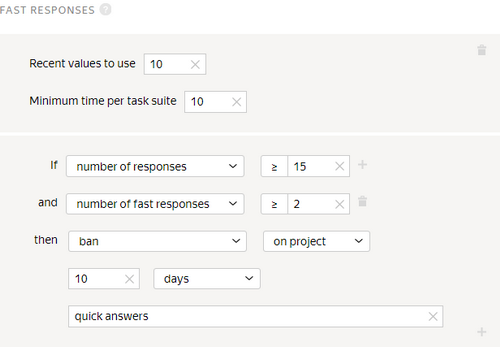 FAST RESPONSES ?
Recent values to use 10
Minimum time per task suite 10
If number of responses ≥ 15
and number of fast responses ≥ 2
then ban on project
10 days
quick answers